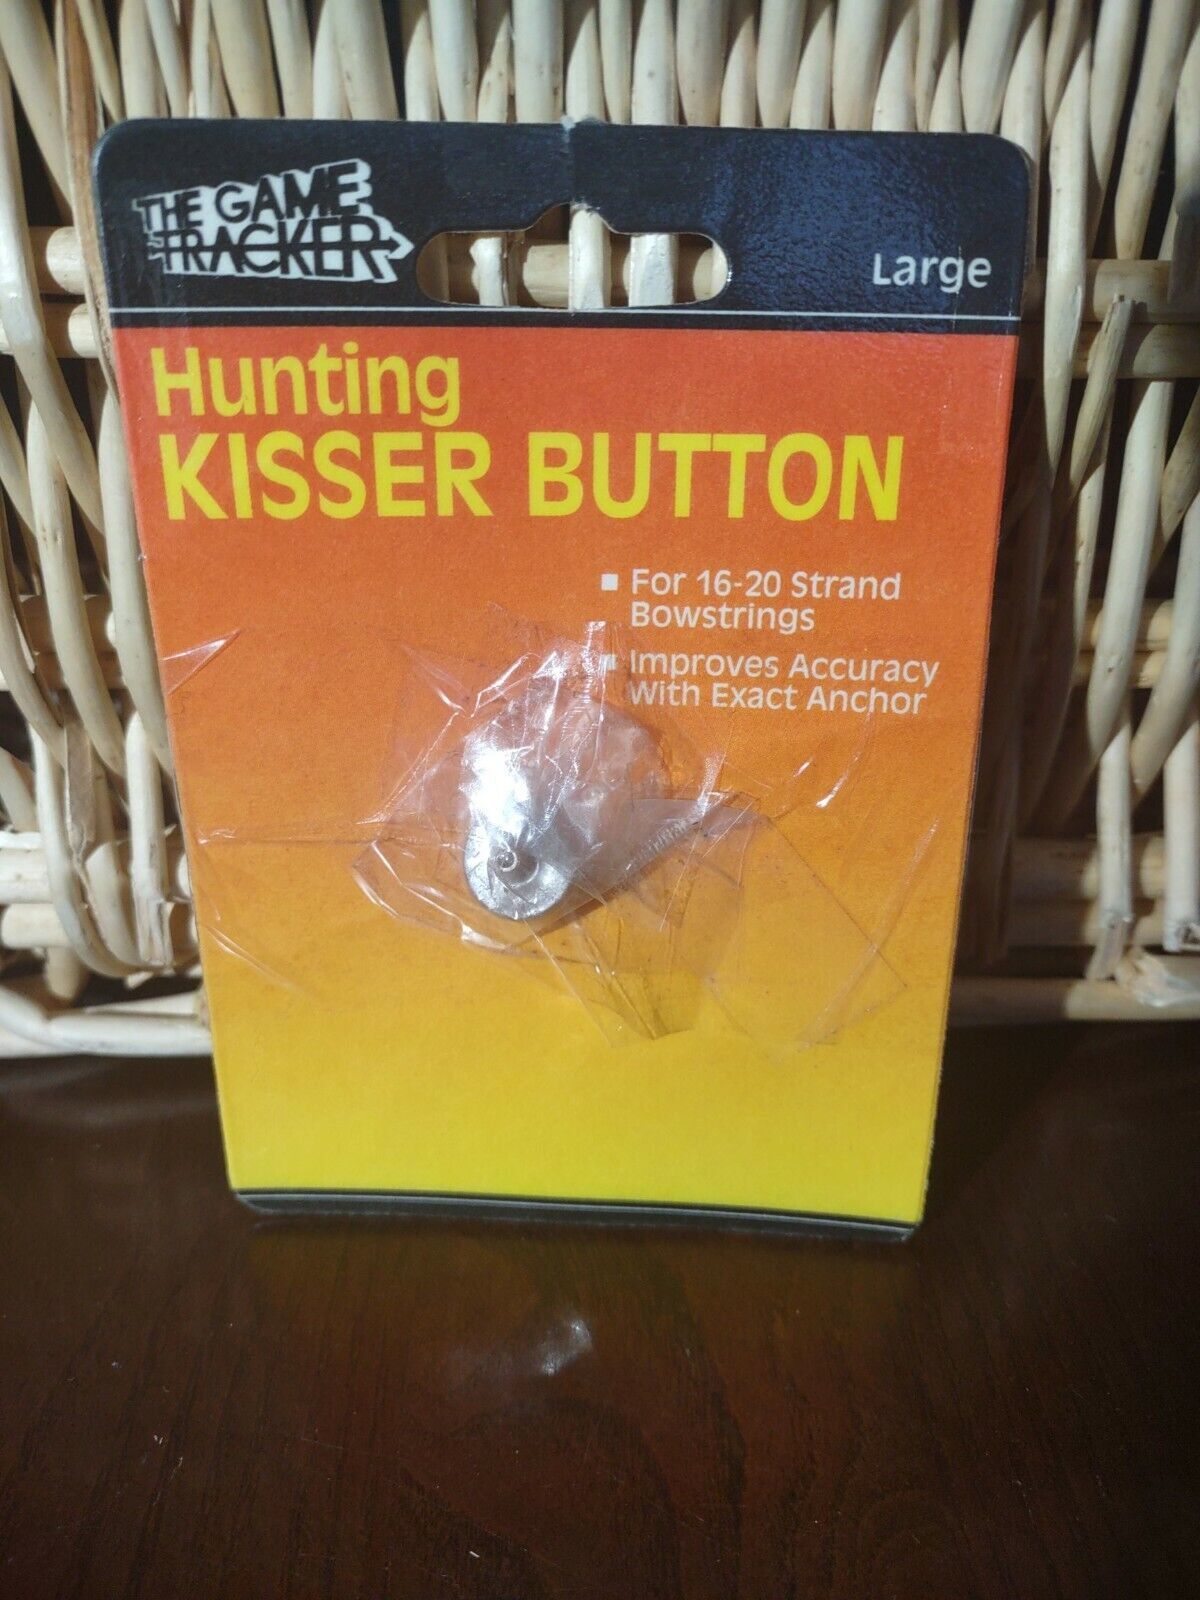 THE GAME
TRACKER
Large
Hunting
KISSER BUTTON
▪ For 16-20 Strand
Bowstrings
▪ Improves Accuracy
With Exact Anchor